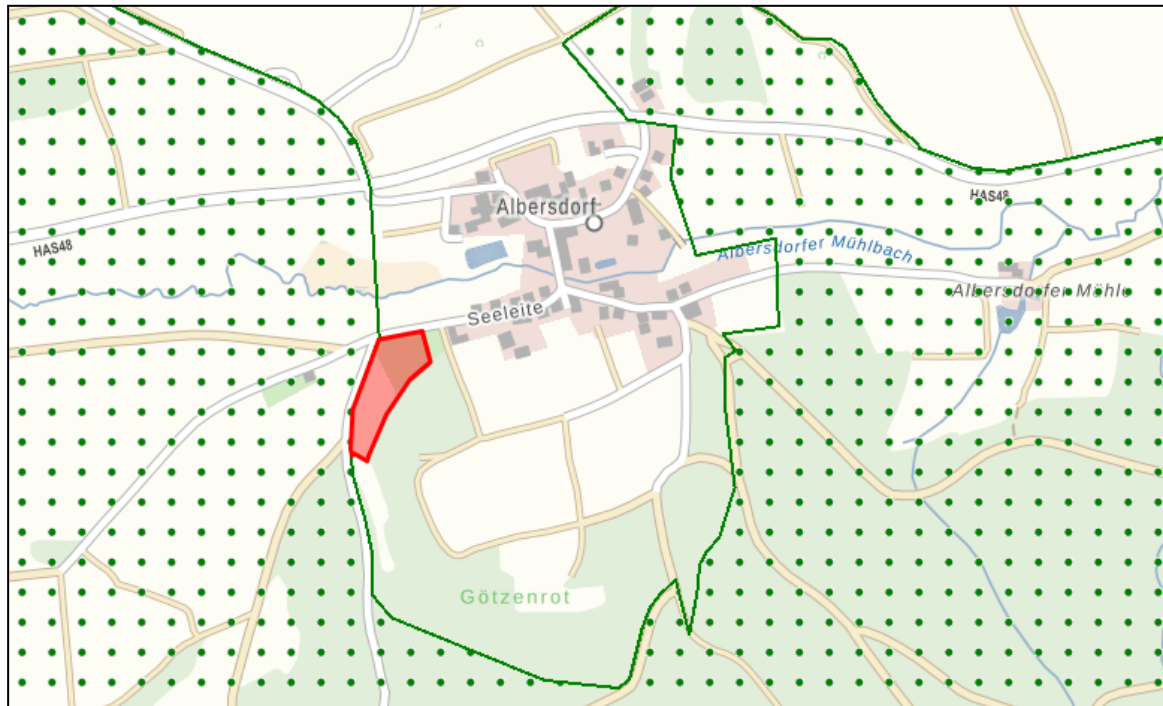 HAS48
Albersdorf
HAS48
Albersdorfer Mühlbach
Albersdorfer Mühle
Seeleite
Götzenrot